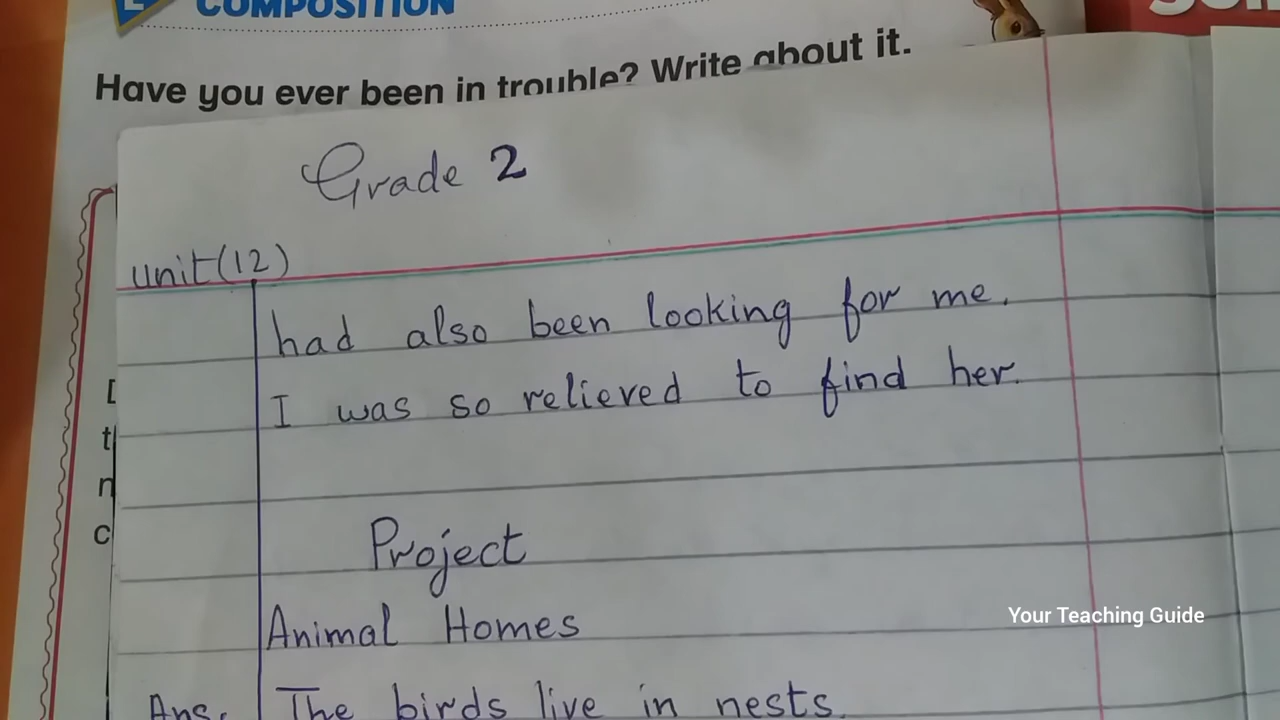 COMPOSITION
Have you ever been in trouble? Write about it.
Grade 2
unit(12)
had also been looking for me.
I was so relieved to find her.
Project
Animal Homes
Your Teaching Guide
Ans. The birds live in nests.